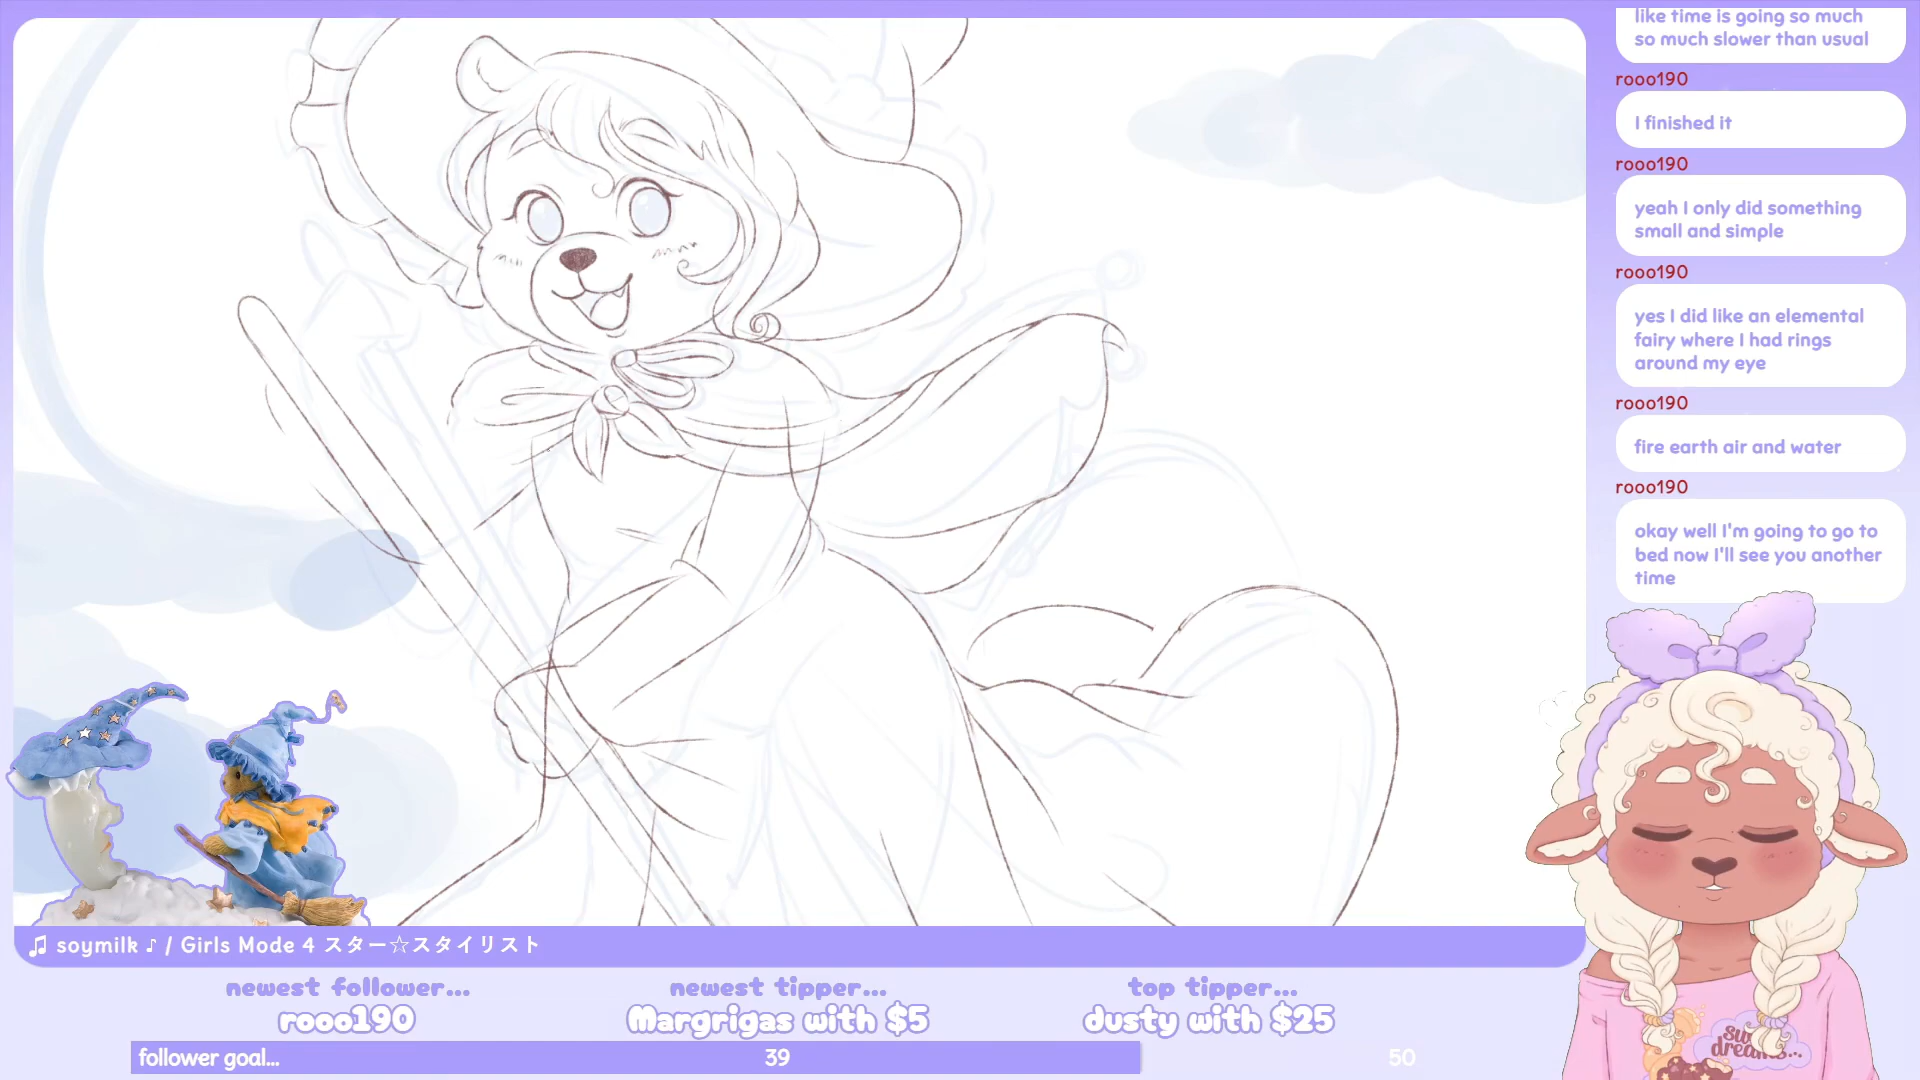 like time is going so much
so much slower than usual
rooo190
I finished it
rooo190
yeah I only did something
small and simple
rooo190
yes I did like an elemental
fairy where I had rings
around my eye
rooo190
fire earth air and water
rooo190
okay well I'm going to go to
bed now I'll see you another
time
♫ soymilk ♪ / Girls Mode 4 スター☆スタイリスト
newest follower...
rooo190
newest tipper...
Margrigas with $5
top tipper...
dusty with $25
follower goal...
39
50